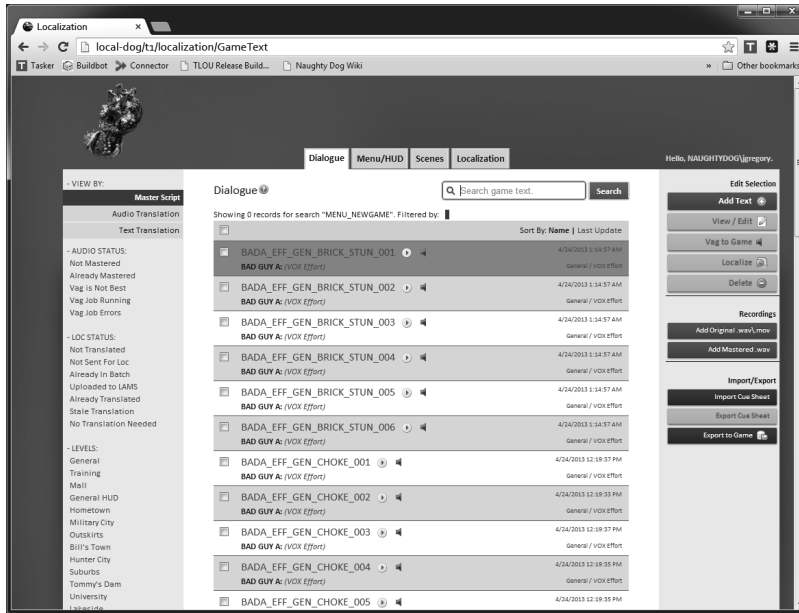 Localization
local-dog/t1/localization/GameText
Tasker Buildbot Connector TLOU Release Build... Naughty Dog Wiki » Other bookmarks
Dialogue Menu/HUD Scenes Localization
Hello, NAUGHTYDOG\jgregory.
- VIEW BY:
Master Script
Audio Translation
Text Translation
- AUDIO STATUS:
Not Mastered
Already Mastered
Vag is Not Best
Vag Job Running
Vag Job Errors
- LOC STATUS:
Not Translated
Not Sent For Loc
Already In Batch
Uploaded to LAMS
Already Translated
Stale Translation
No Translation Needed
- LEVELS:
General
Training
Mall
General HUD
Hometown
Military City
Outskirts
Bill's Town
Hunter City
Suburbs
Tommy's Dam
University
Lakeside
Dialogue
Search game text. Search
Showing 0 records for search "MENU_NEWGAME". Filtered by:
Sort By: Name | Last Update
BADA_EFF_GEN_BRICK_STUN_001 4/24/2013 1:14:57 AM
BAD GUY A: (VOX Effort) General / VOX Effort
BADA_EFF_GEN_BRICK_STUN_002 4/24/2013 1:14:57 AM
BAD GUY A: (VOX Effort) General / VOX Effort
BADA_EFF_GEN_BRICK_STUN_003 4/24/2013 1:14:57 AM
BAD GUY A: (VOX Effort) General / VOX Effort
BADA_EFF_GEN_BRICK_STUN_004 4/24/2013 1:14:57 AM
BAD GUY A: (VOX Effort) General / VOX Effort
BADA_EFF_GEN_BRICK_STUN_005 4/24/2013 1:14:57 AM
BAD GUY A: (VOX Effort) General / VOX Effort
BADA_EFF_GEN_BRICK_STUN_006 4/24/2013 1:14:57 AM
BAD GUY A: (VOX Effort) General / VOX Effort
BADA_EFF_GEN_CHOKE_001 4/24/2013 12:19:37 PM
BAD GUY A: (VOX Effort) General / VOX Effort
BADA_EFF_GEN_CHOKE_002 4/24/2013 12:19:33 PM
BAD GUY A: (VOX Effort) General / VOX Effort
BADA_EFF_GEN_CHOKE_003 4/24/2013 12:19:37 PM
BAD GUY A: (VOX Effort) General / VOX Effort
BADA_EFF_GEN_CHOKE_004 4/24/2013 12:19:35 PM
BAD GUY A: (VOX Effort) General / VOX Effort
BADA_EFF_GEN_CHOKE_005 4/24/2013 12:19:35 PM
Edit Selection
Add Text
View / Edit
Vag to Game
Localize
Delete
Recordings
Add Original .wav\.mov
Add Mastered .wav
Import/Export
Import Cue Sheet
Export Cue Sheet
Export to Game